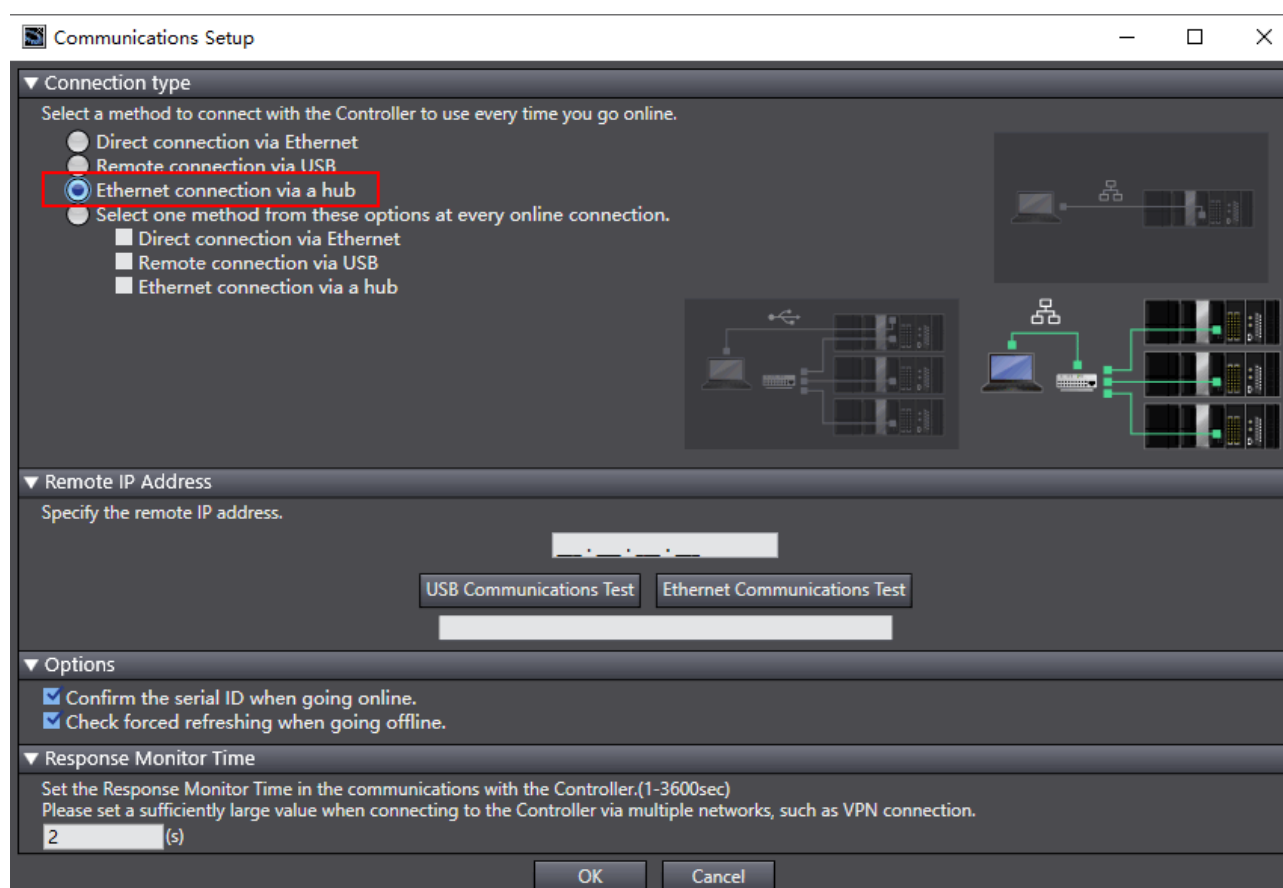 Communications Setup
Connection type
Select a method to connect with the Controller to use every time you go online.
Direct connection via Ethernet
Remote connection via USB
Ethernet connection via a hub
Select one method from these options at every online connection.
Direct connection via Ethernet
Remote connection via USB
Ethernet connection via a hub
Remote IP Address
Specify the remote IP address.
___.___.___.___
USB Communications Test Ethernet Communications Test
Options
Confirm the serial ID when going online.
Check forced refreshing when going offline.
Response Monitor Time
Set the Response Monitor Time in the communications with the Controller.(1-3600sec)
Please set a sufficiently large value when connecting to the Controller via multiple networks, such as VPN connection.
2 (s)
OK Cancel